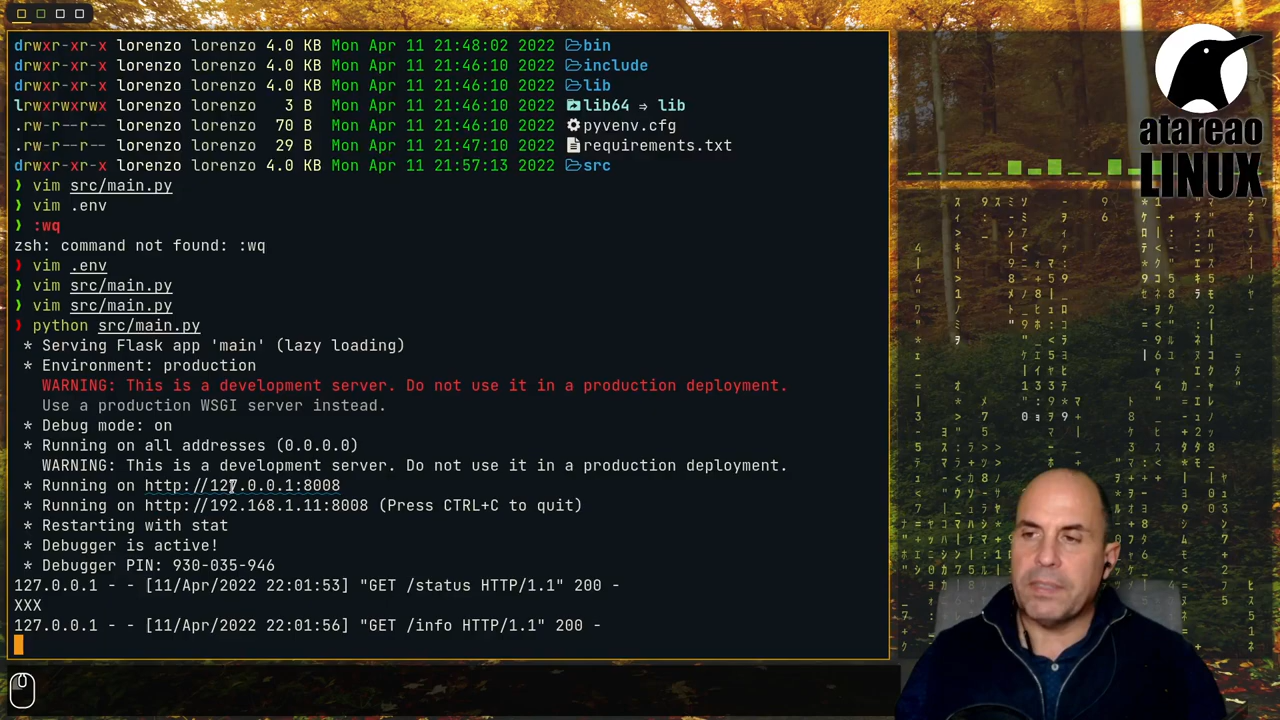 drwxr-xr-x lorenzo lorenzo 4.0 KB Mon Apr 11 21:48:02 2022 bin
drwxr-xr-x lorenzo lorenzo 4.0 KB Mon Apr 11 21:46:10 2022 include
drwxr-xr-x lorenzo lorenzo 4.0 KB Mon Apr 11 21:46:10 2022 lib
lrwxrwxrwx lorenzo lorenzo 3 B Mon Apr 11 21:46:10 2022 lib64 ⇒ lib
.rw-r--r-- lorenzo lorenzo 70 B Mon Apr 11 21:46:10 2022 pyvenv.cfg
.rw-r--r-- lorenzo lorenzo 29 B Mon Apr 11 21:47:10 2022 requirements.txt
drwxr-xr-x lorenzo lorenzo 4.0 KB Mon Apr 11 21:57:13 2022 src
❯ vim src/main.py
❯ vim .env
❯ :wq
zsh: command not found: :wq
❯ vim .env
❯ vim src/main.py
❯ vim src/main.py
❯ python src/main.py
* Serving Flask app 'main' (lazy loading)
* Environment: production
WARNING: This is a development server. Do not use it in a production deployment.
Use a production WSGI server instead.
* Debug mode: on
* Running on all addresses (0.0.0.0)
WARNING: This is a development server. Do not use it in a production deployment.
* Running on http://127.0.0.1:8008
* Running on http://192.168.1.11:8008 (Press CTRL+C to quit)
* Restarting with stat
* Debugger is active!
* Debugger PIN: 930-035-946
127.0.0.1 - - [11/Apr/2022 22:01:53] "GET /status HTTP/1.1" 200 -
XXX
127.0.0.1 - - [11/Apr/2022 22:01:56] "GET /info HTTP/1.1" 200 -
atareao
LINUX